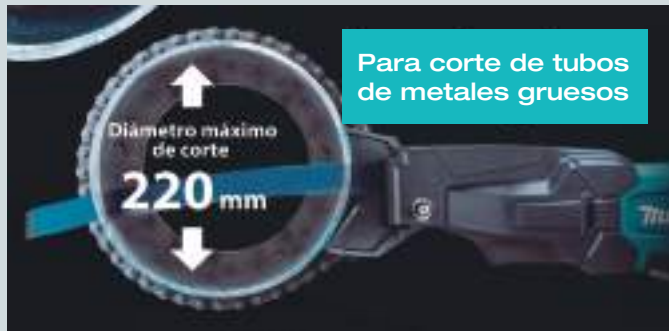 Para corte de tubos
de metales gruesos
Diámetro máximo
de corte
220 mm